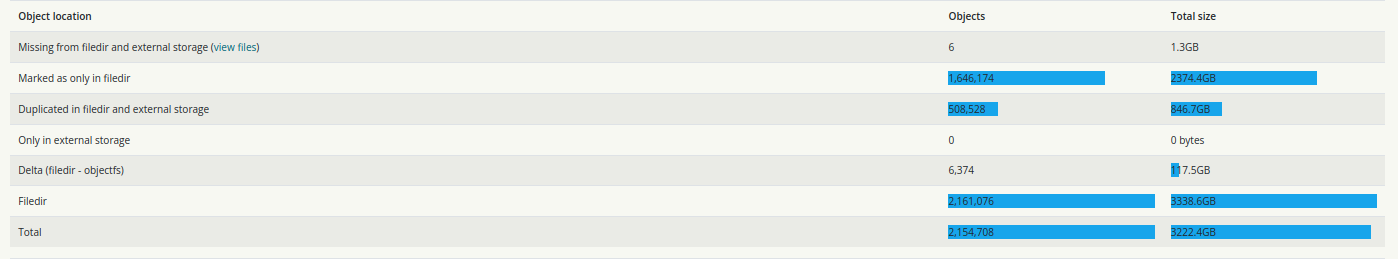 Object location Objects Total size
Missing from filedir and external storage (view files) 6 1.3GB
Marked as only in filedir 1,646,174 2374.4GB
Duplicated in filedir and external storage 508,528 846.7GB
Only in external storage 0 0 bytes
Delta (filedir - objectfs) 6,374 117.5GB
Filedir 2,161,076 3338.6GB
Total 2,154,708 3222.4GB